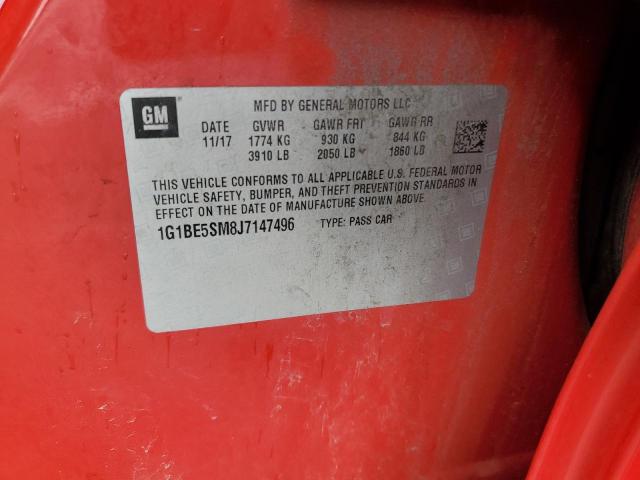 GM
MFD BY GENERAL MOTORS LLC
DATE GVWR GAWR FRT GAWR RR
11/17 1774 KG 930 KG 844 KG
3910 LB 2050 LB 1860 LB
THIS VEHICLE CONFORMS TO ALL APPLICABLE U.S. FEDERAL MOTOR
VEHICLE SAFETY, BUMPER, AND THEFT PREVENTION STANDARDS IN
EFFECT ON THE DATE OF MANUFACTURE SHOWN ABOVE.
1G1BE5SM8J7147496 TYPE: PASS CAR